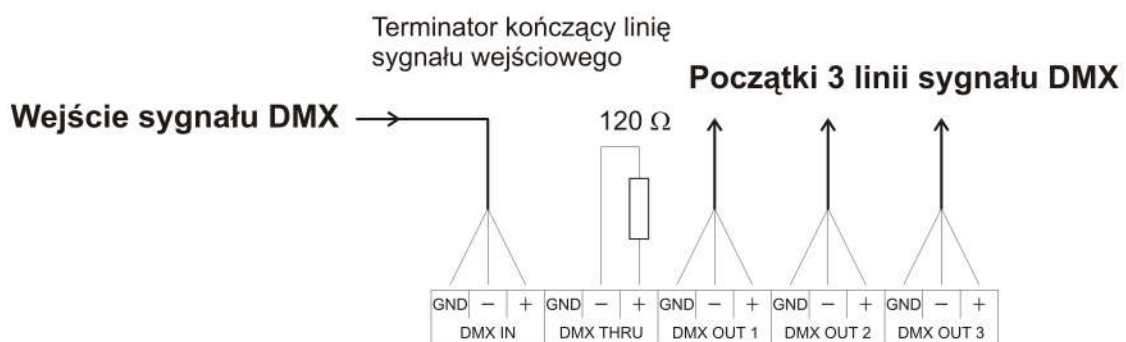 Terminator kończący linię
sygnału wejściowego
Początki 3 linii sygnału DMX
Wejście sygnału DMX
120 Ω
GND − + GND − + GND − + GND − + GND − +
DMX IN DMX THRU DMX OUT 1 DMX OUT 2 DMX OUT 3